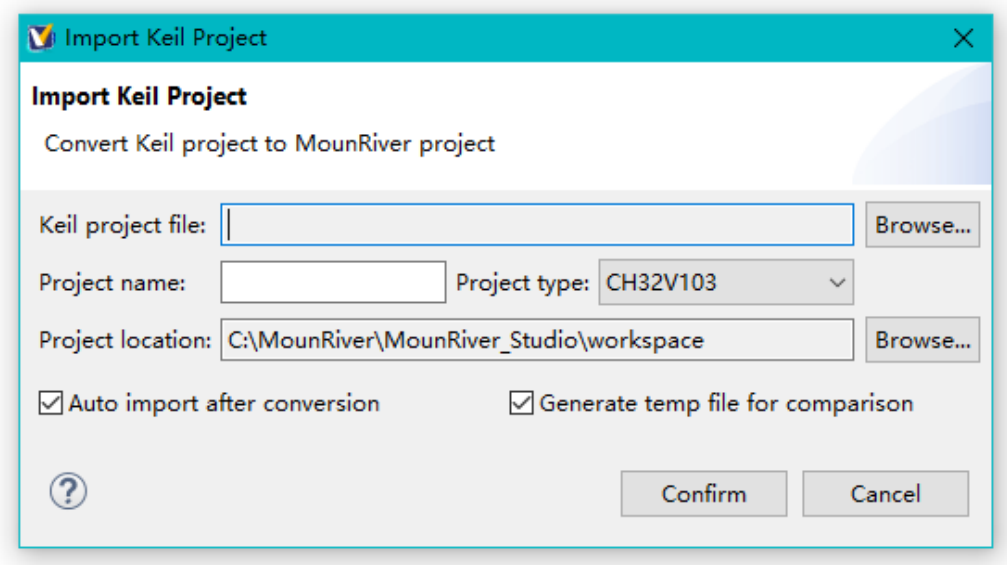 Import Keil Project
Import Keil Project
Convert Keil project to MounRiver project
Keil project file: Browse...
Project name: Project type: CH32V103
Project location: C:\MounRiver\MounRiver_Studio\workspace Browse...
Auto import after conversion Generate temp file for comparison
? Confirm Cancel